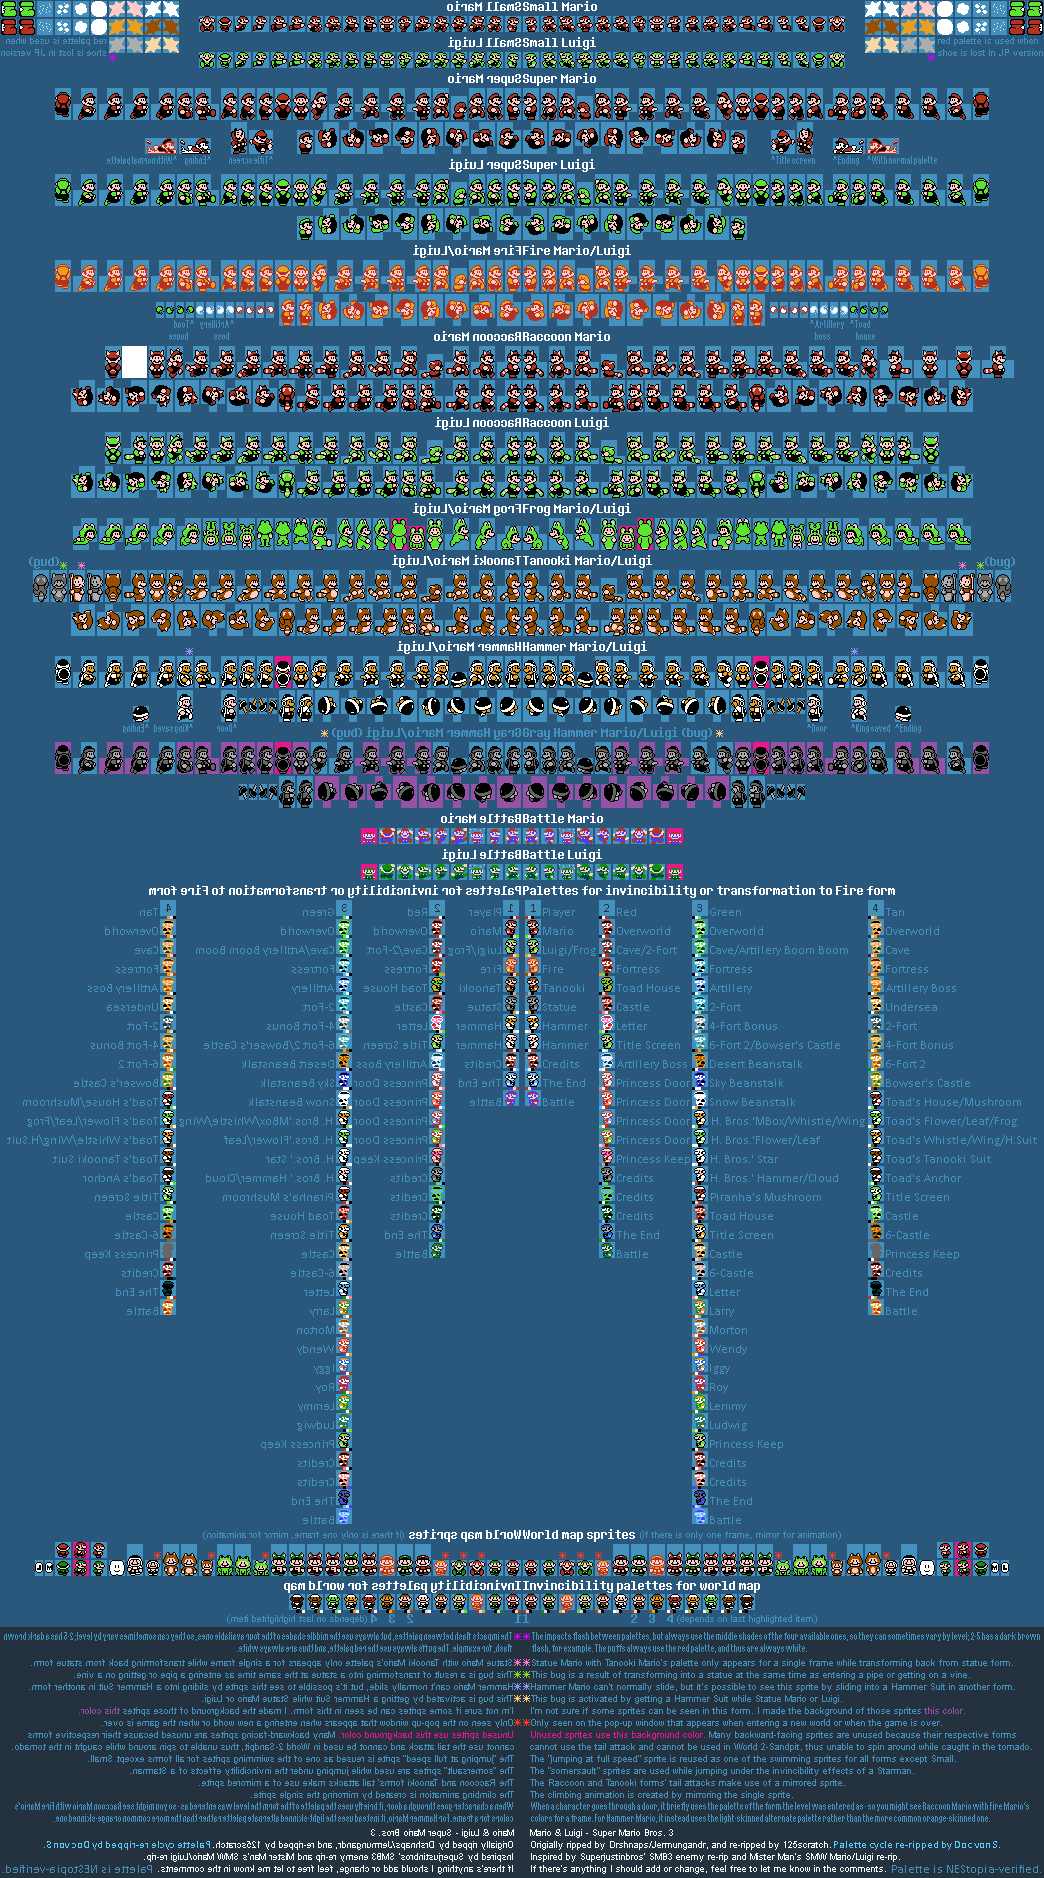 Small Mario
red palette is used when
shoe is lost in JP version
Small Luigi
Super Mario
^Title screen ^Ending ^With normal palette
Super Luigi
Fire Mario/Luigi
^Artillery boss ^Toad house
Raccoon Mario
Raccoon Luigi
Frog Mario/Luigi
Tanooki Mario/Luigi
(bug)
Hammer Mario/Luigi
^Door ^King saved ^Ending
Gray Hammer Mario/Luigi (bug)
Battle Mario
Battle Luigi
Palettes for invincibility or transformation to Fire form
1 Player
Mario
Luigi/Frog
Fire
Tanooki
Statue
Hammer
Hammer
Credits
The End
Battle
2 Red
Overworld
Cave/2-Fort
Fortress
Toad House
Castle
Letter
Title Screen
Artillery Boss
Princess Door
Princess Door
Princess Door
Princess Door
Princess Keep
Credits
Credits
Credits
The End
Battle
3 Green
Overworld
Cave/Artillery Boom Boom
Fortress
Artillery
2-Fort
4-Fort Bonus
6-Fort 2/Bowser's Castle
Desert Beanstalk
Sky Beanstalk
Snow Beanstalk
H. Bros.'MBox/Whistle/Wing
H. Bros.'Flower/Leaf
H. Bros.' Star
H. Bros.' Hammer/Cloud
Piranha's Mushroom
Toad House
Title Screen
Castle
6-Castle
Letter
Larry
Morton
Wendy
Iggy
Roy
Lemmy
Ludwig
Princess Keep
Credits
Credits
The End
Battle
4 Tan
Overworld
Cave
Fortress
Artillery Boss
Undersea
2-Fort
4-Fort Bonus
6-Fort 2
Bowser's Castle
Toad's House/Mushroom
Toad's Flower/Leaf/Frog
Toad's Whistle/Wing/H.Suit
Toad's Tanooki Suit
Toad's Anchor
Title Screen
Castle
6-Castle
Princess Keep
Credits
The End
Battle
World map sprites (if there is only one frame, mirror for animation)
Invincibility palettes for world map
1 2 3 4 (depends on last highlighted item)
The impacts flash between palettes, but always use the middle shades of the four available ones, so they can sometimes vary by level; 2-5 has a dark brown
flash, for example. The puffs always use the red palette, and thus are always white.
Statue Mario with Tanooki Mario's palette only appears for a single frame while transforming back from statue form.
This bug is a result of transforming into a statue at the same time as entering a pipe or getting on a vine.
Hammer Mario can't normally slide, but it's possible to see this sprite by sliding into a Hammer Suit in another form.
This bug is activated by getting a Hammer Suit while Statue Mario or Luigi.
I'm not sure if some sprites can be seen in this form. I made the background of those sprites this color.
Only seen on the pop-up window that appears when entering a new world or when the game is over.
Unused sprites use this background color. Many backward-facing sprites are unused because their respective forms
cannot use the tail attack and cannot be used in World 2-Sandpit, thus unable to spin around while caught in the tornado.
The "jumping at full speed" sprite is reused as one of the swimming sprites for all forms except Small.
The "somersault" sprites are used while jumping under the invincibility effects of a Starman.
The Raccoon and Tanooki forms' tail attacks make use of a mirrored sprite.
The climbing animation is created by mirroring the single sprite.
When a character goes through a door, it briefly uses the palette of the form the level was entered as - so you might see Raccoon Mario with Fire Mario's
colors for a frame. For Hammer Mario, it instead uses the light-skinned alternate palette rather than the more common orange-skinned one.
Mario & Luigi - Super Mario Bros. 3
Originally ripped by Drshnaps/Jermungandr, and re-ripped by 125scratch. Palette cycle re-ripped by DacvanS.
Inspired by Superjustinbros' SMB3 enemy re-rip and Mister Man's SMW Mario/Luigi re-rip.
If there's anything I should add or change, feel free to let me know in the comments. Palette is NEStopia-verified.